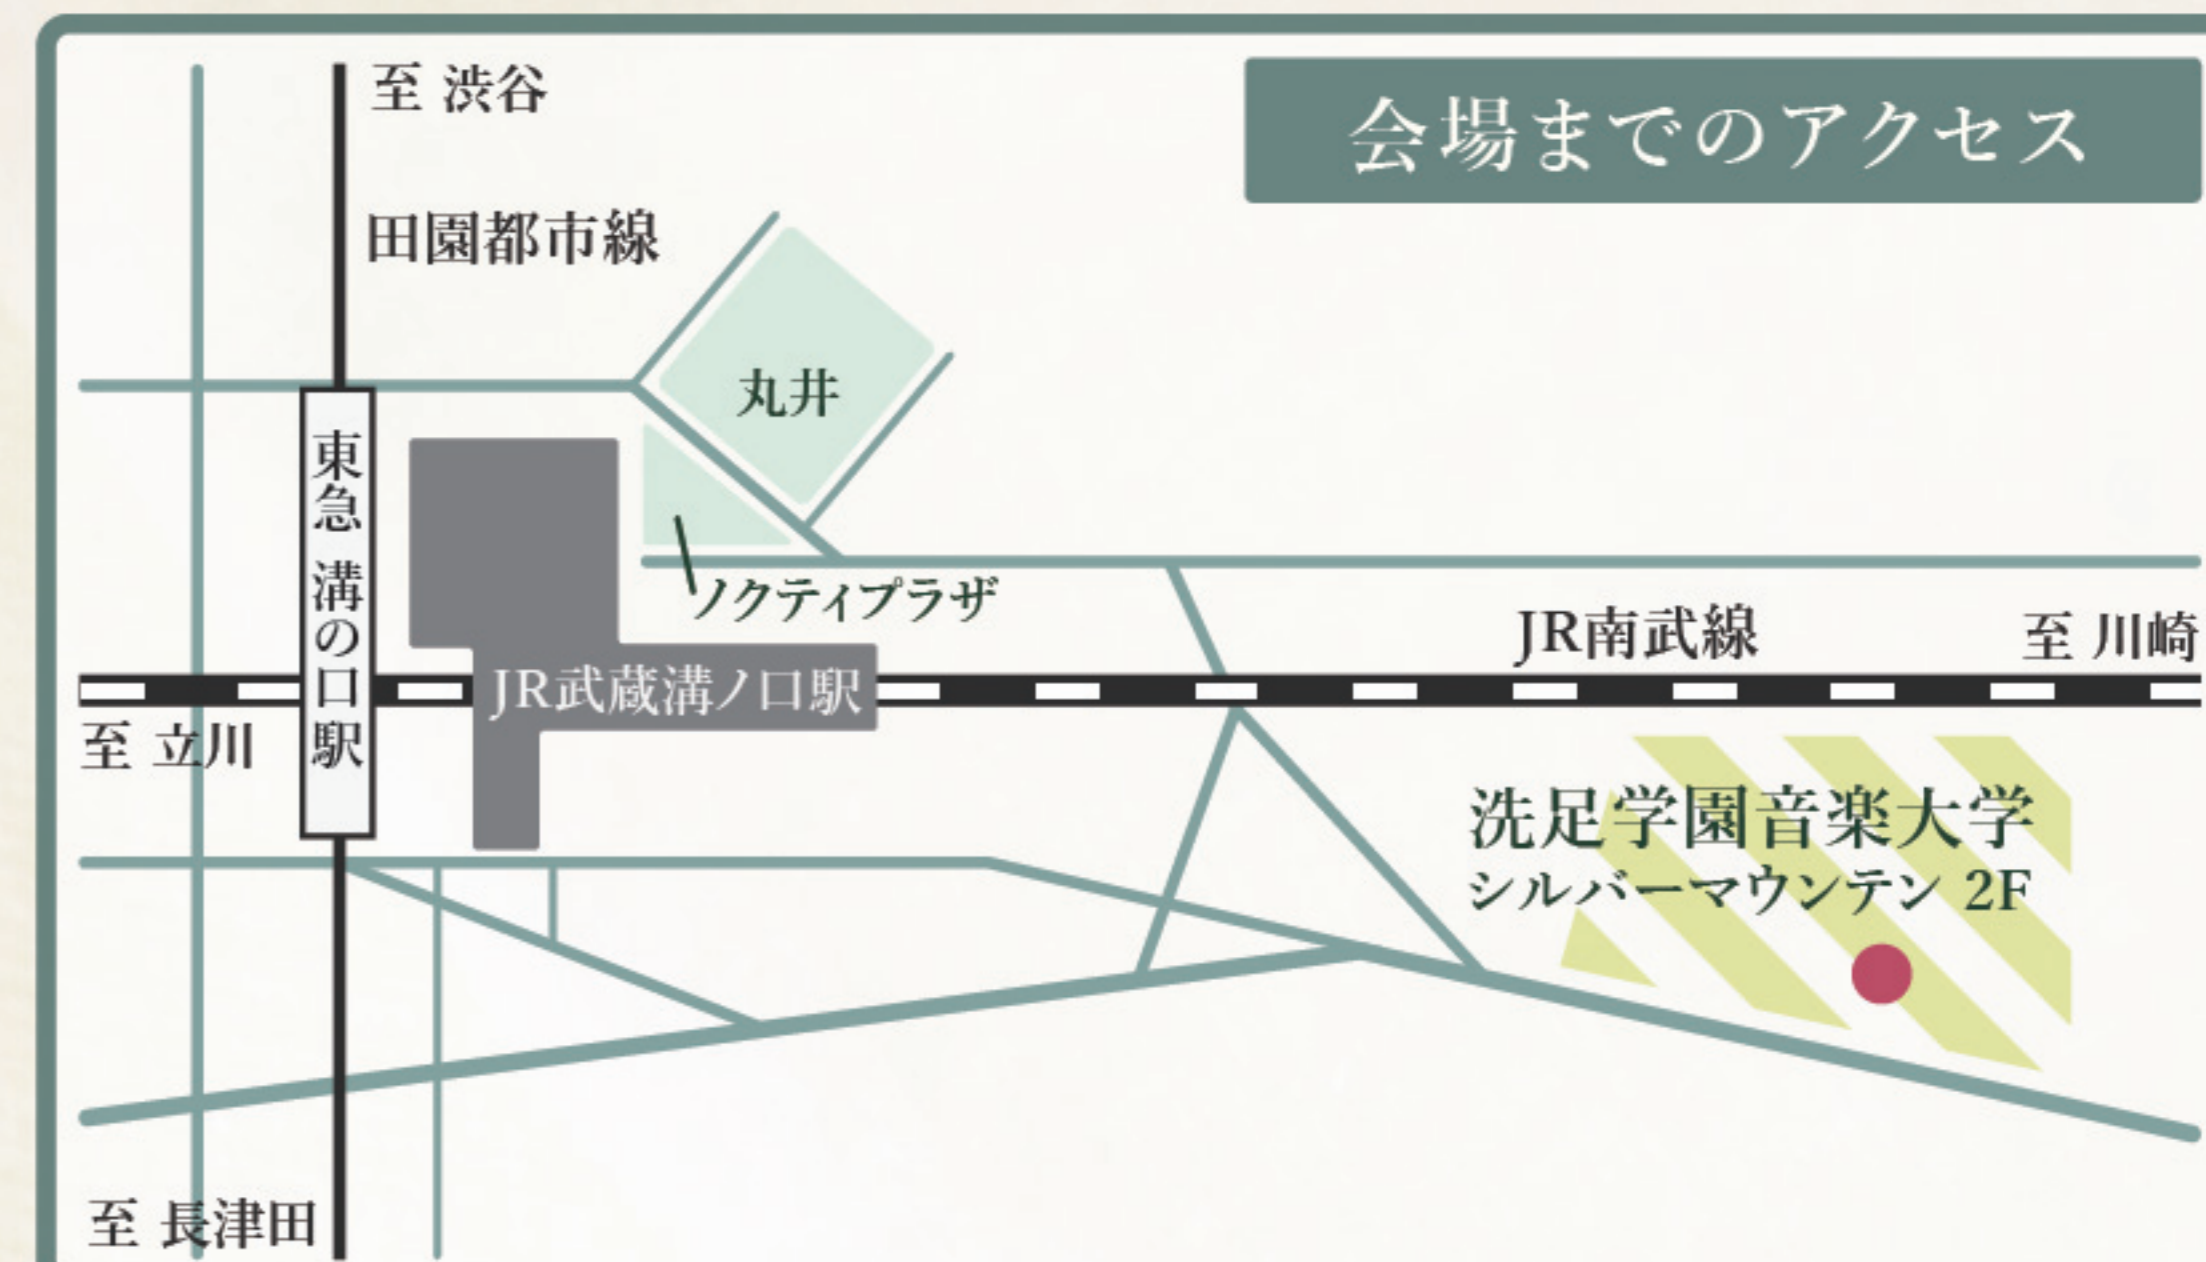 会場までのアクセス
至 渋谷
田園都市線
丸井
東急 溝の口駅
ノクティプラザ
JR南武線
至 川崎
JR武蔵溝ノ口駅
至 立川
洗足学園音楽大学
シルバーマウンテン 2F
至 長津田